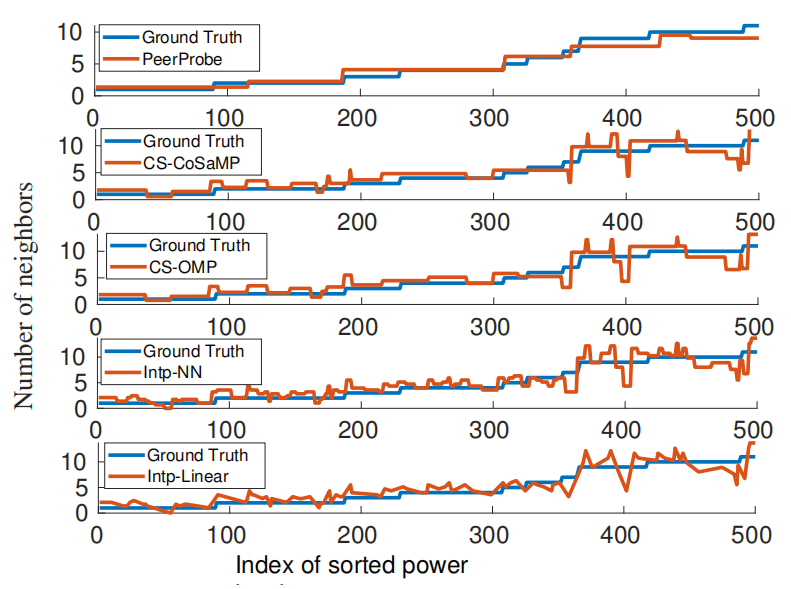 Number of neighbors
10
5
0
Ground Truth
PeerProbe
0 100 200 300 400 500
10
5
0
Ground Truth
CS-CoSaMP
0 100 200 300 400 500
10
5
0
Ground Truth
CS-OMP
0 100 200 300 400 500
10
5
0
Ground Truth
Intp-NN
0 100 200 300 400 500
10
5
0
Ground Truth
Intp-Linear
0 100 200 300 400 500
Index of sorted power